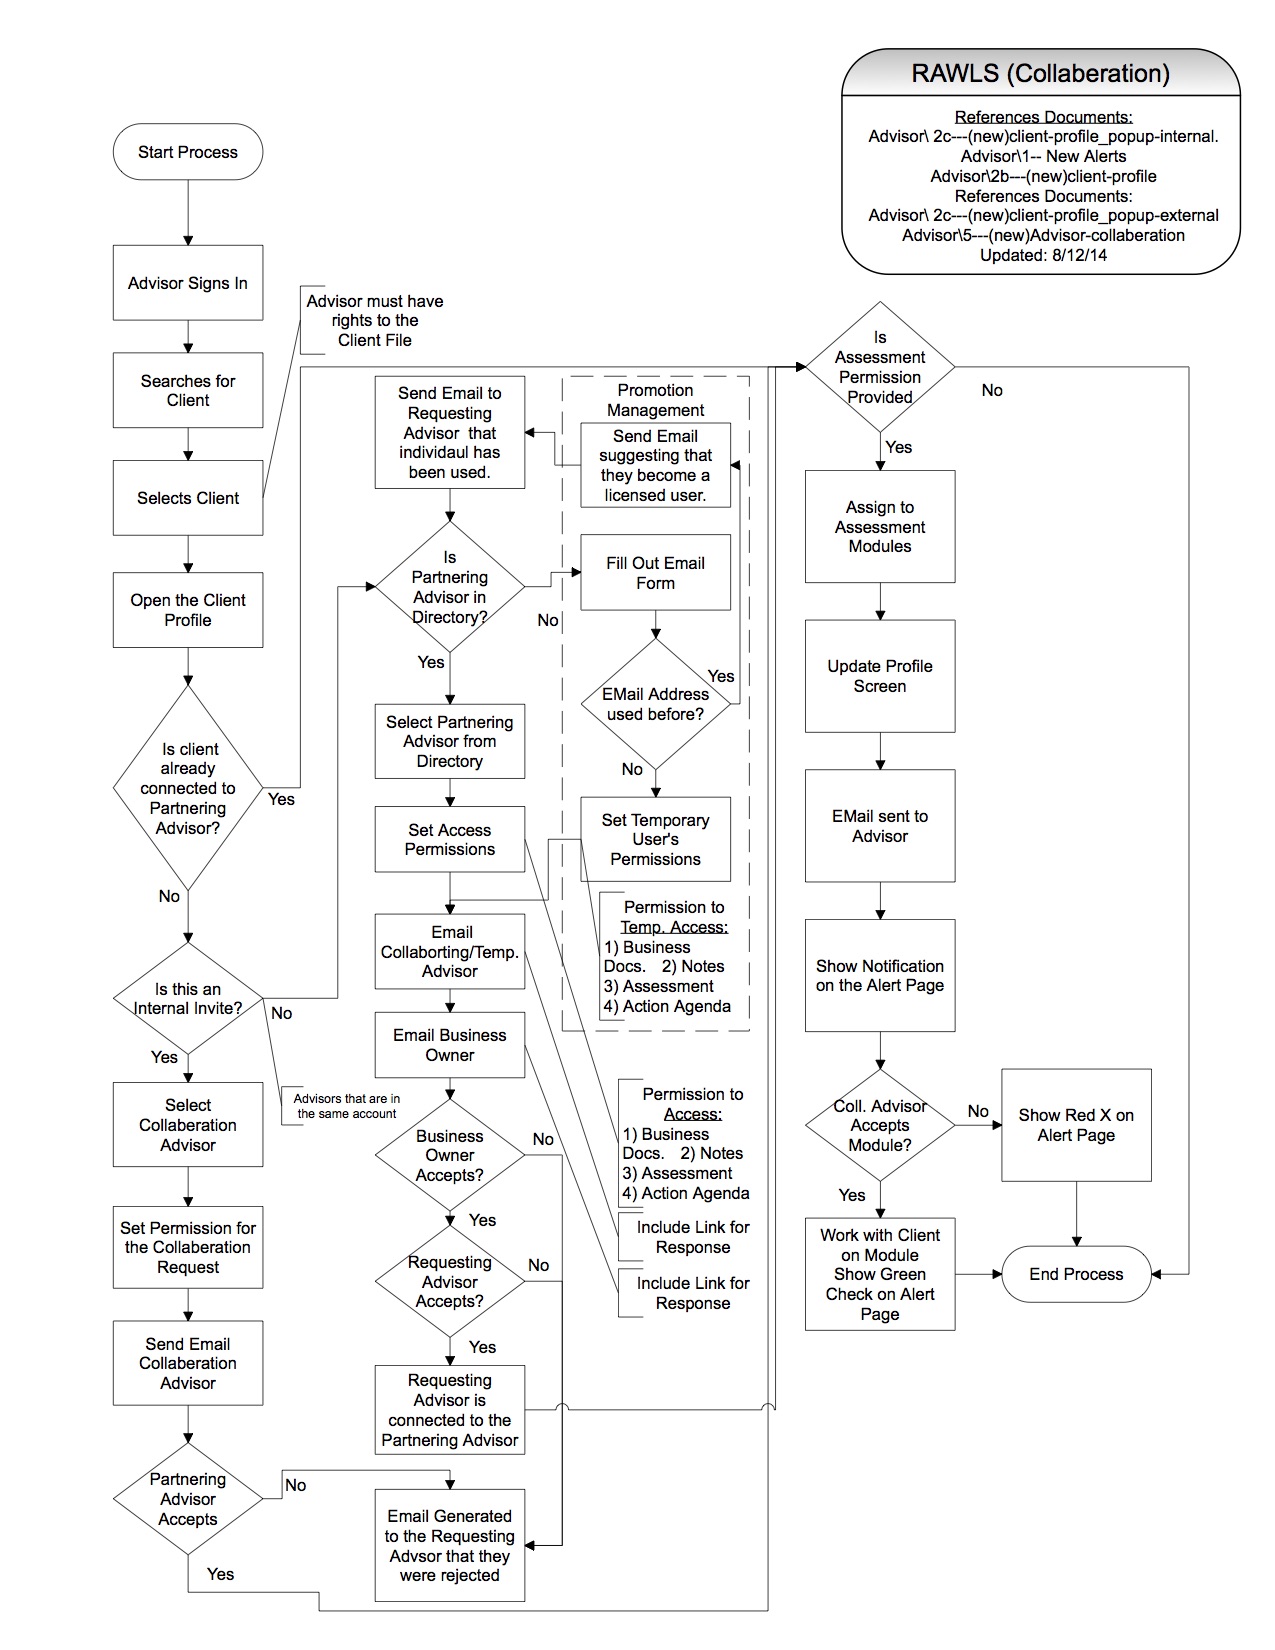 RAWLS (Collaberation)
References Documents:
Advisor\ 2c---(new)client-profile_popup-internal.
Advisor\1-- New Alerts
Advisor\2b---(new)client-profile
References Documents:
Advisor\ 2c---(new)client-profile_popup-external
Advisor\5---(new)Advisor-collaberation
Updated: 8/12/14
Start Process
Advisor Signs In
Searches for
Client
Selects Client
Advisor must have
rights to the
Client File
Open the Client
Profile
Is client
already
connected to
Partnering
Advisor?
Yes
No
Is this an
Internal Invite?
No
Yes
Advisors that are in
the same account
Select
Collaberation
Advisor
Set Permission for
the Collaberation
Request
Send Email
Collaberation
Advisor
Partnering
Advisor
Accepts
No
Yes
Send Email to
Requesting
Advisor  that
individaul has
been used.
Is
Partnering
Advisor in
Directory?
No
Yes
Select Partnering
Advisor from
Directory
Set Access
Permissions
Email
Collaborting/Temp.
Advisor
Email Business
Owner
Business
Owner
Accepts?
No
Yes
Requesting
Advisor
Accepts?
No
Yes
Requesting
Advisor is
connected to the
Partnering Advisor
Email Generated
to the Requesting
Advsor that they
were rejected
Promotion
Management
Send Email
suggesting that
they become a
licensed user.
Fill Out Email
Form
EMail Address
used before?
Yes
No
Set Temporary
User's
Permissions
Permission to
Temp. Access:
1) Business
Docs.   2) Notes
3) Assessment
4) Action Agenda
Permission to
Access:
1) Business
Docs.   2) Notes
3) Assessment
4) Action Agenda
Include Link for
Response
Include Link for
Response
Is
Assessment
Permission
Provided
No
Yes
Assign to
Assessment
Modules
Update Profile
Screen
EMail sent to
Advisor
Show Notification
on the Alert Page
Coll. Advisor
Accepts
Module?
No
Yes
Show Red X on
Alert Page
Work with Client
on Module
Show Green
Check on Alert
Page
End Process